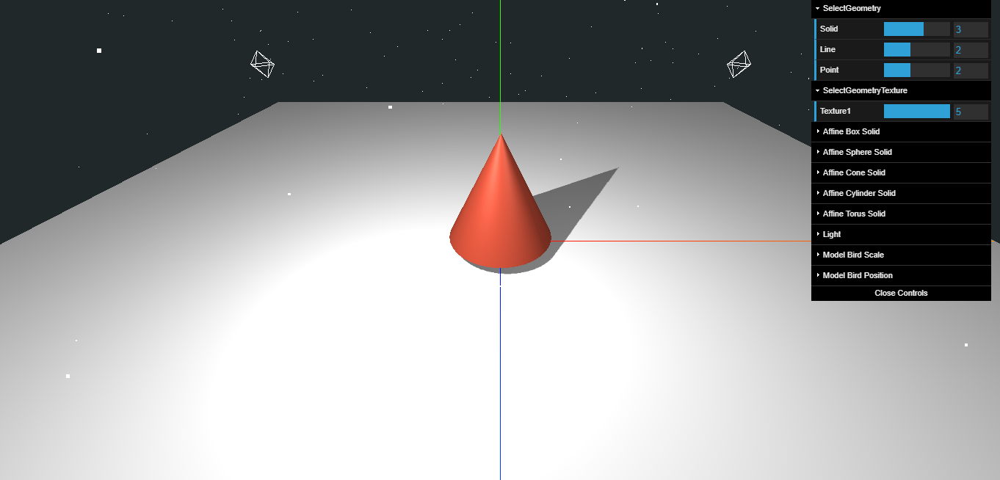 SelectGeometry
Solid 3
Line 2
Point 2
SelectGeometryTexture
Texture1 5
Affine Box Solid
Affine Sphere Solid
Affine Cone Solid
Affine Cylinder Solid
Affine Torus Solid
Light
Model Bird Scale
Model Bird Position
Close Controls